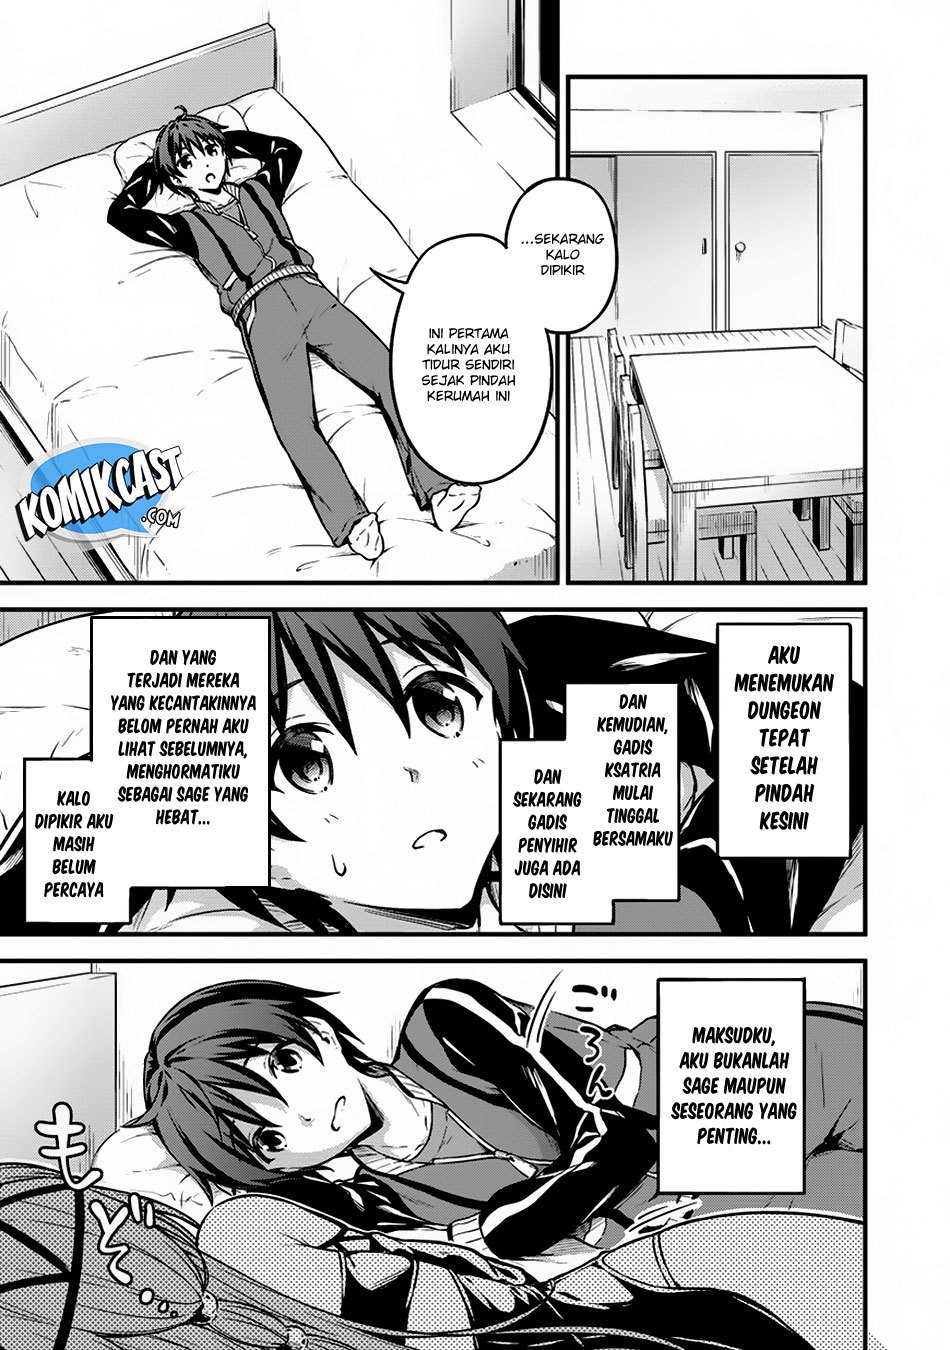 ...SEKARANG
KALO
DIPIKIR
INI PERTAMA
KALINYA AKU
TIDUR SENDIRI
SEJAK PINDAH
KERUMAH INI
KOMIKCAST
.COM
AKU
MENEMUKAN
DUNGEON
TEPAT
SETELAH
PINDAH
KESINI
DAN
KEMUDIAN,
GADIS
KSATRIA
MULAI
TINGGAL
BERSAMAKU
DAN
SEKARANG
GADIS
PENYIHIR
JUGA ADA
DISINI
DAN YANG
TERJADI MEREKA
YANG KECANTAKINNYA
BELOM PERNAH AKU
LIHAT SEBELUMNYA,
MENGHORMATIKU
SEBAGAI SAGE YANG
HEBAT...
KALO
DIPIKIR AKU
MASIH
BELUM
PERCAYA
MAKSUDKU,
AKU BUKANLAH
SAGE MAUPUN
SESEORANG YANG
PENTING...
ごろん
もぞ...